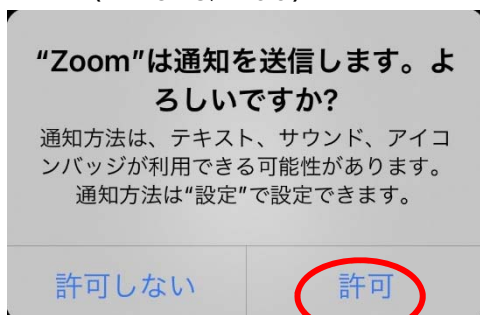 “Zoom”は通知を送信します。よ
ろしいですか?
通知方法は、テキスト、サウンド、アイコ
ンバッジが利用できる可能性があります。
通知方法は“設定”で設定できます。
許可しない
許可